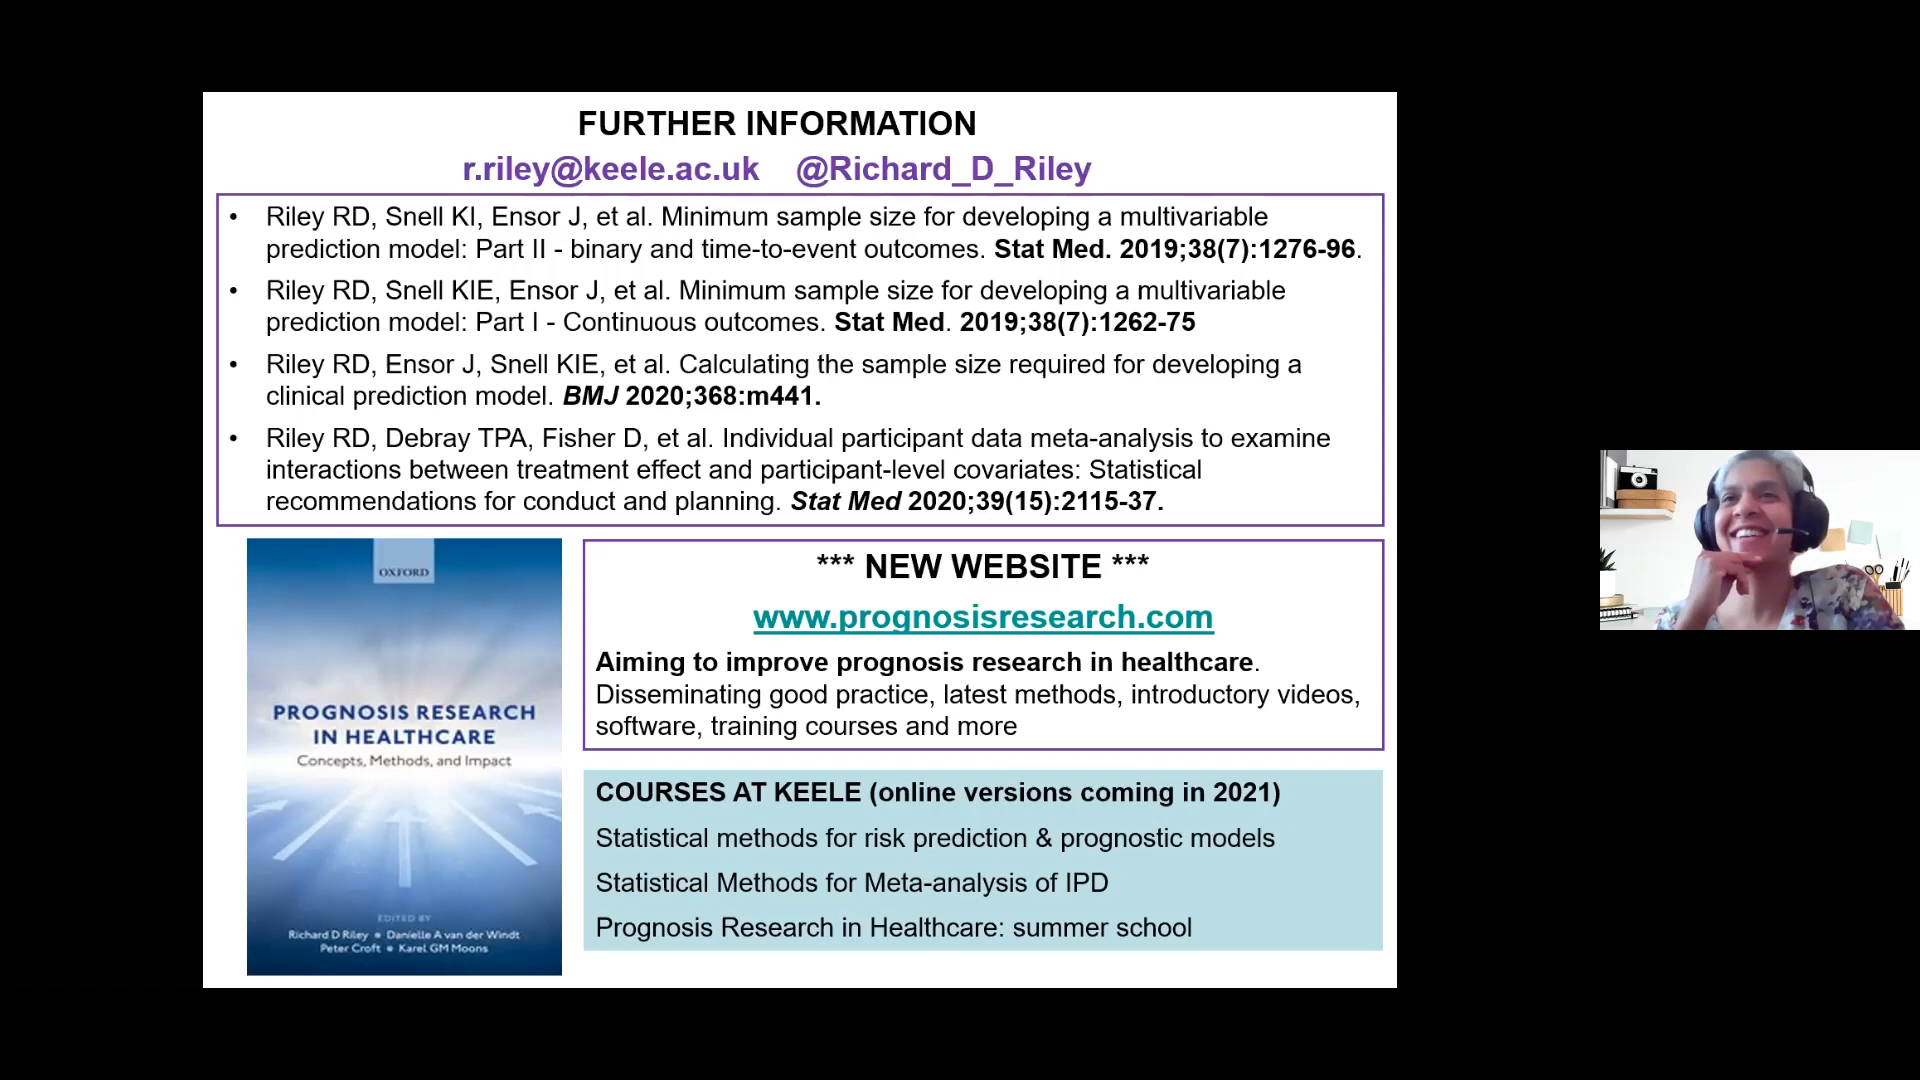 FURTHER INFORMATION
r.riley@keele.ac.uk @Richard_D_Riley
• Riley RD, Snell KI, Ensor J, et al. Minimum sample size for developing a multivariable
prediction model: Part II - binary and time-to-event outcomes. Stat Med. 2019;38(7):1276-96.
• Riley RD, Snell KIE, Ensor J, et al. Minimum sample size for developing a multivariable
prediction model: Part I - Continuous outcomes. Stat Med. 2019;38(7):1262-75
• Riley RD, Ensor J, Snell KIE, et al. Calculating the sample size required for developing a
clinical prediction model. BMJ 2020;368:m441.
• Riley RD, Debray TPA, Fisher D, et al. Individual participant data meta-analysis to examine
interactions between treatment effect and participant-level covariates: Statistical
recommendations for conduct and planning. Stat Med 2020;39(15):2115-37.
OXFORD
PROGNOSIS RESEARCH
IN HEALTHCARE
Concepts, Methods, and Impact
EDITED BY
Richard D Riley • Danielle A van der Windt
Peter Croft • Karel GM Moons
*** NEW WEBSITE ***
www.prognosisresearch.com
Aiming to improve prognosis research in healthcare.
Disseminating good practice, latest methods, introductory videos,
software, training courses and more
COURSES AT KEELE (online versions coming in 2021)
Statistical methods for risk prediction & prognostic models
Statistical Methods for Meta-analysis of IPD
Prognosis Research in Healthcare: summer school